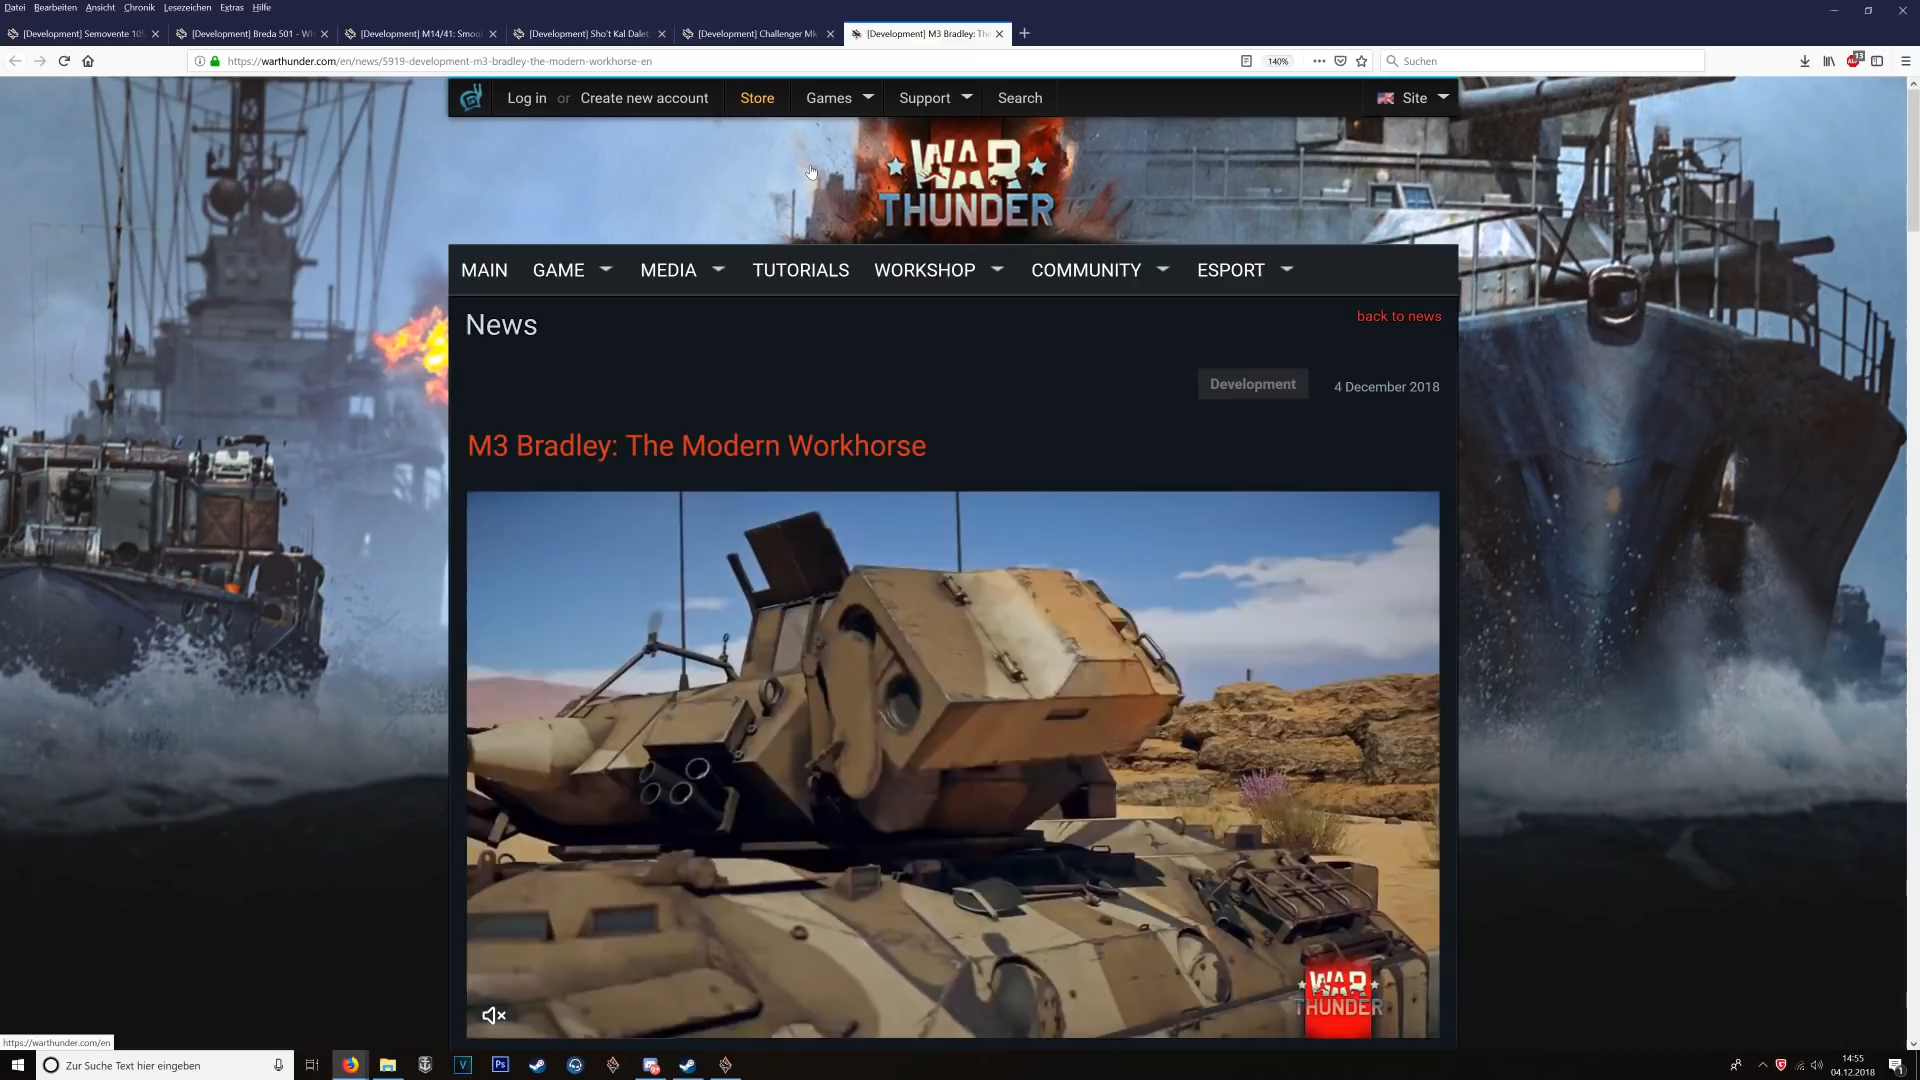 Datei Bearbeiten Ansicht Chronik Lesezeichen Extras Hilfe
[Development] Semovente 105 [Development] Breda 501 - Wh [Development] M14/41: Smoo [Development] Sho't Kal Dalet [Development] Challenger Mk [Development] M3 Bradley: The
https://warthunder.com/en/news/5919-development-m3-bradley-the-modern-workhorse-en 140% Suchen
Log in or Create new account Store Games Support Search Site
WAR
THUNDER
MAIN GAME MEDIA TUTORIALS WORKSHOP COMMUNITY ESPORT
News back to news
Development 4 December 2018
M3 Bradley: The Modern Workhorse
WAR
THUNDER
https://warthunder.com/en
Zur Suche Text hier eingeben
14:55
04.12.2018